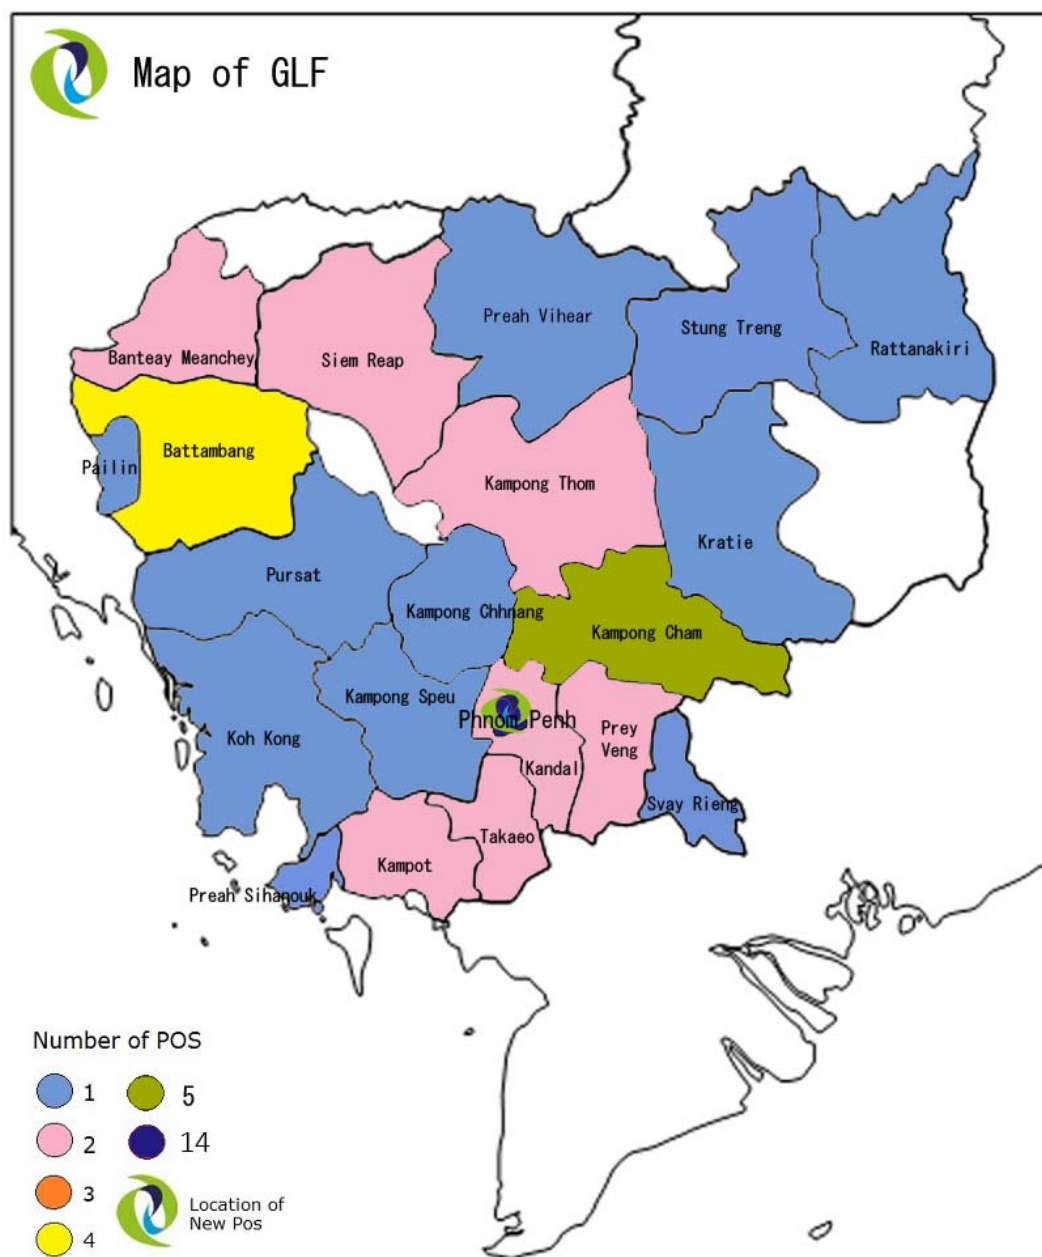 Map of GLF
Preah Vihear
Stung Treng
Rattanakiri
Banteay Meanchey
Siem Reap
Battambang
Pailin
Kampong Thom
Kratie
Pursat
Kampong Chhnang
Kampong Cham
Kampong Speu
Koh Kong
Phnom Penh
Prey
Veng
Kandal
Svay Rieng
Takaeo
Kampot
Preah Sihanouk
Number of POS
1
5
2
14
3
Location of
New Pos
4